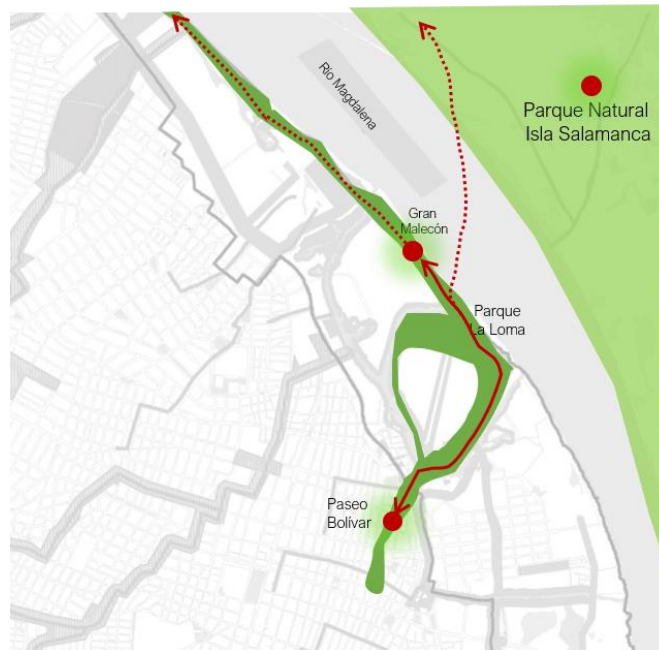 Río Magdalena
Parque Natural
Isla Salamanca
Gran
Malecón
Parque
La Loma
Paseo
Bolívar